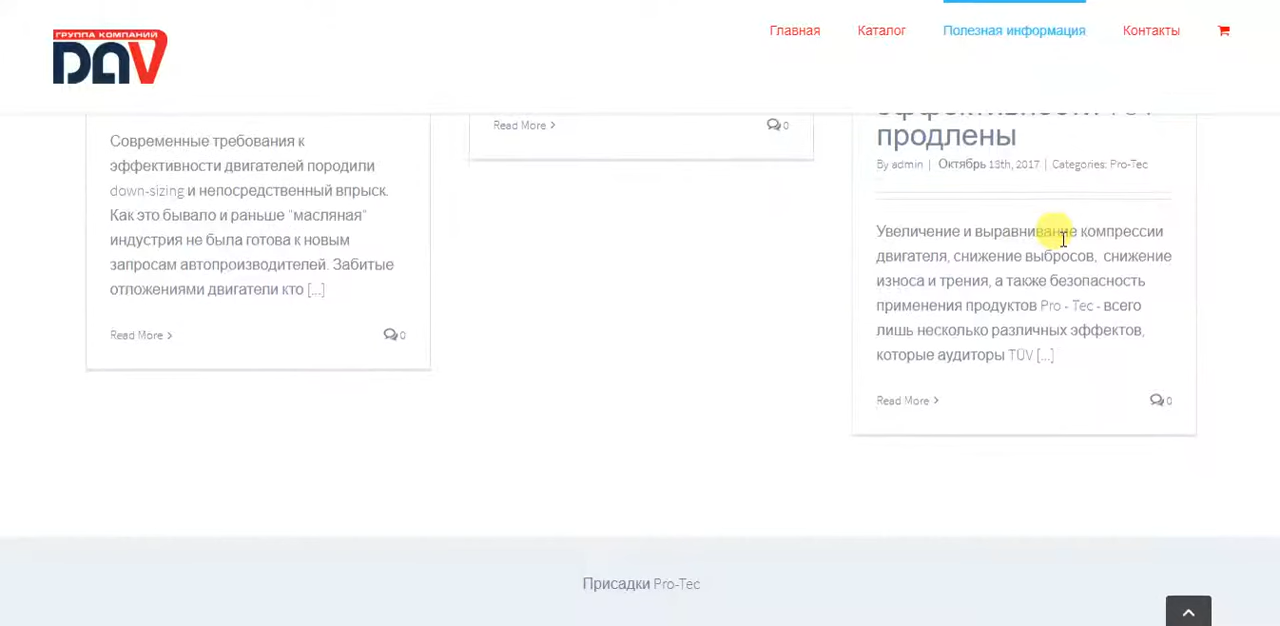 ГРУППА КОМПАНИЙ
DAV
Главная
Каталог
Полезная информация
Контакты
Современные требования к
эффективности двигателей породили
down-sizing и непосредственный впрыск.
Как это бывало и раньше "масляная"
индустрия не была готова к новым
запросам автопроизводителей. Забитые
отложениями двигатели кто [...]
Read More >
0
Read More >
0
продлены
By admin | Октябрь 13th, 2017 | Categories: Pro-Tec
Увеличение и выравнивание компрессии
двигателя, снижение выбросов, снижение
износа и трения, а также безопасность
применения продуктов Pro - Tec - всего
лишь несколько различных эффектов,
которые аудиторы TÜV [...]
Read More >
0
Присадки Pro-Tec